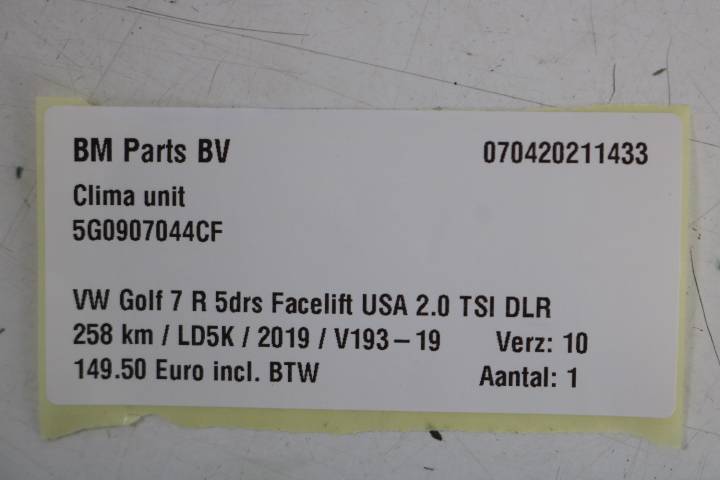 BM Parts BV 070420211433
Clima unit
5G0907044CF
VW Golf 7 R 5drs Facelift USA 2.0 TSI DLR
258 km / LD5K / 2019 / V193-19 Verz: 10
149.50 Euro incl. BTW Aantal: 1